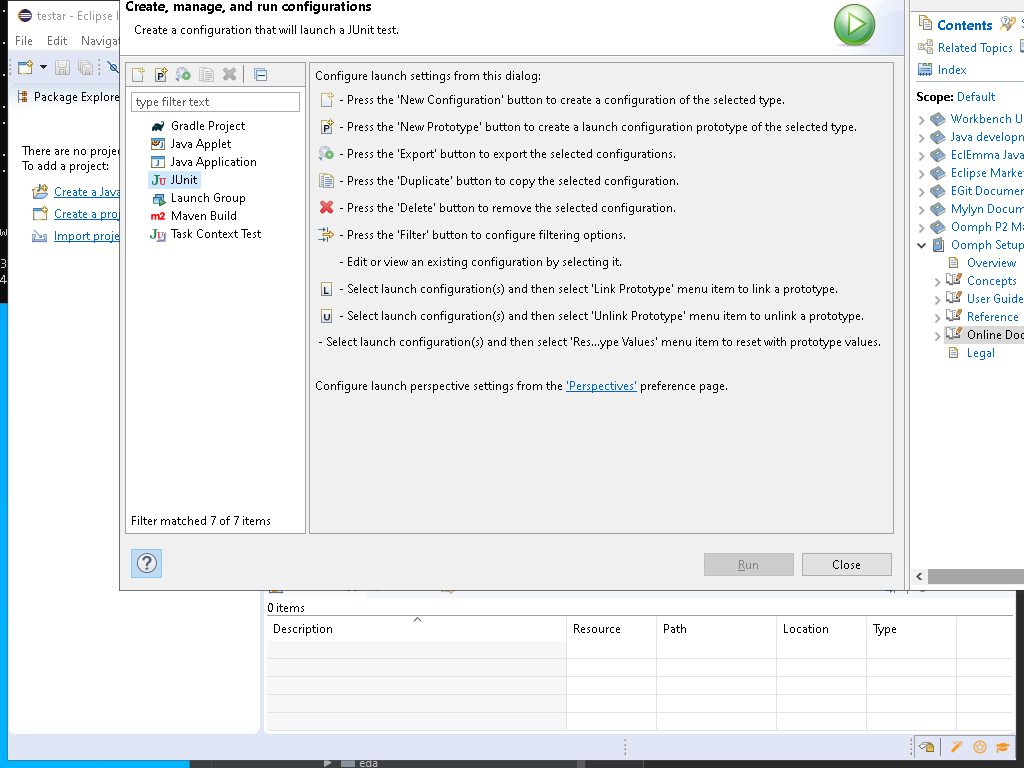 testar - Eclipse I
File Edit Navigat
Package Explore
There are no projec
To add a project:
Create a Java
Create a proj
Import proje
Create, manage, and run configurations
Create a configuration that will launch a JUnit test.
type filter text
Gradle Project
Java Applet
Java Application
JUnit
Launch Group
Maven Build
Task Context Test
Filter matched 7 of 7 items
Configure launch settings from this dialog:
- Press the 'New Configuration' button to create a configuration of the selected type.
- Press the 'New Prototype' button to create a launch configuration prototype of the selected type.
- Press the 'Export' button to export the selected configurations.
- Press the 'Duplicate' button to copy the selected configuration.
- Press the 'Delete' button to remove the selected configuration.
- Press the 'Filter' button to configure filtering options.
- Edit or view an existing configuration by selecting it.
- Select launch configuration(s) and then select 'Link Prototype' menu item to link a prototype.
- Select launch configuration(s) and then select 'Unlink Prototype' menu item to unlink a prototype.
- Select launch configuration(s) and then select 'Res...ype Values' menu item to reset with prototype values.
Configure launch perspective settings from the 'Perspectives' preference page.
Run Close
Contents
Related Topics
Index
Scope: Default
Workbench U
Java developn
EclEmma Java
Eclipse Marke
EGit Documer
Mylyn Docum
Oomph P2 Ma
Oomph Setup
Overview
Concepts
User Guide
Reference
Online Doc
Legal
0 items
Description Resource Path Location Type
eda